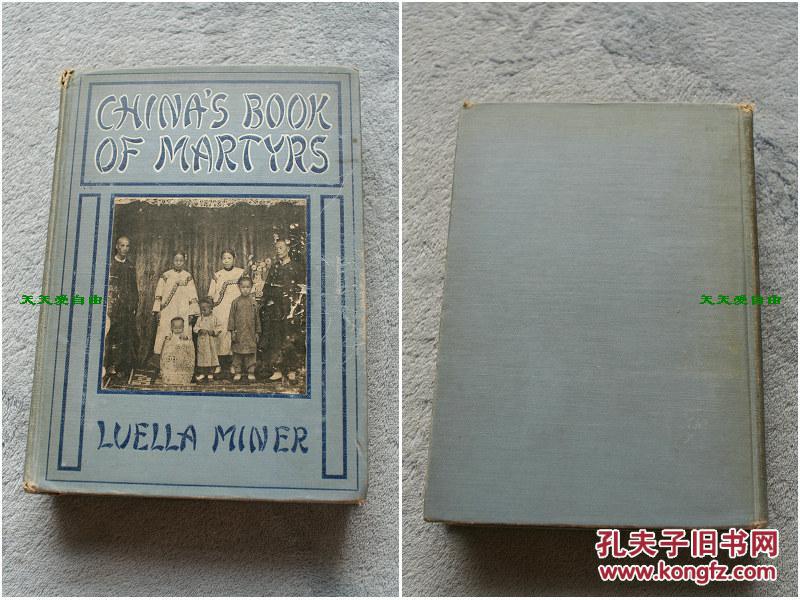 CHINA'S BOOK
OF MARTYRS
LUELLA MINER
天天爱自由
天天爱自由
孔夫子旧书网
www.kongfz.com